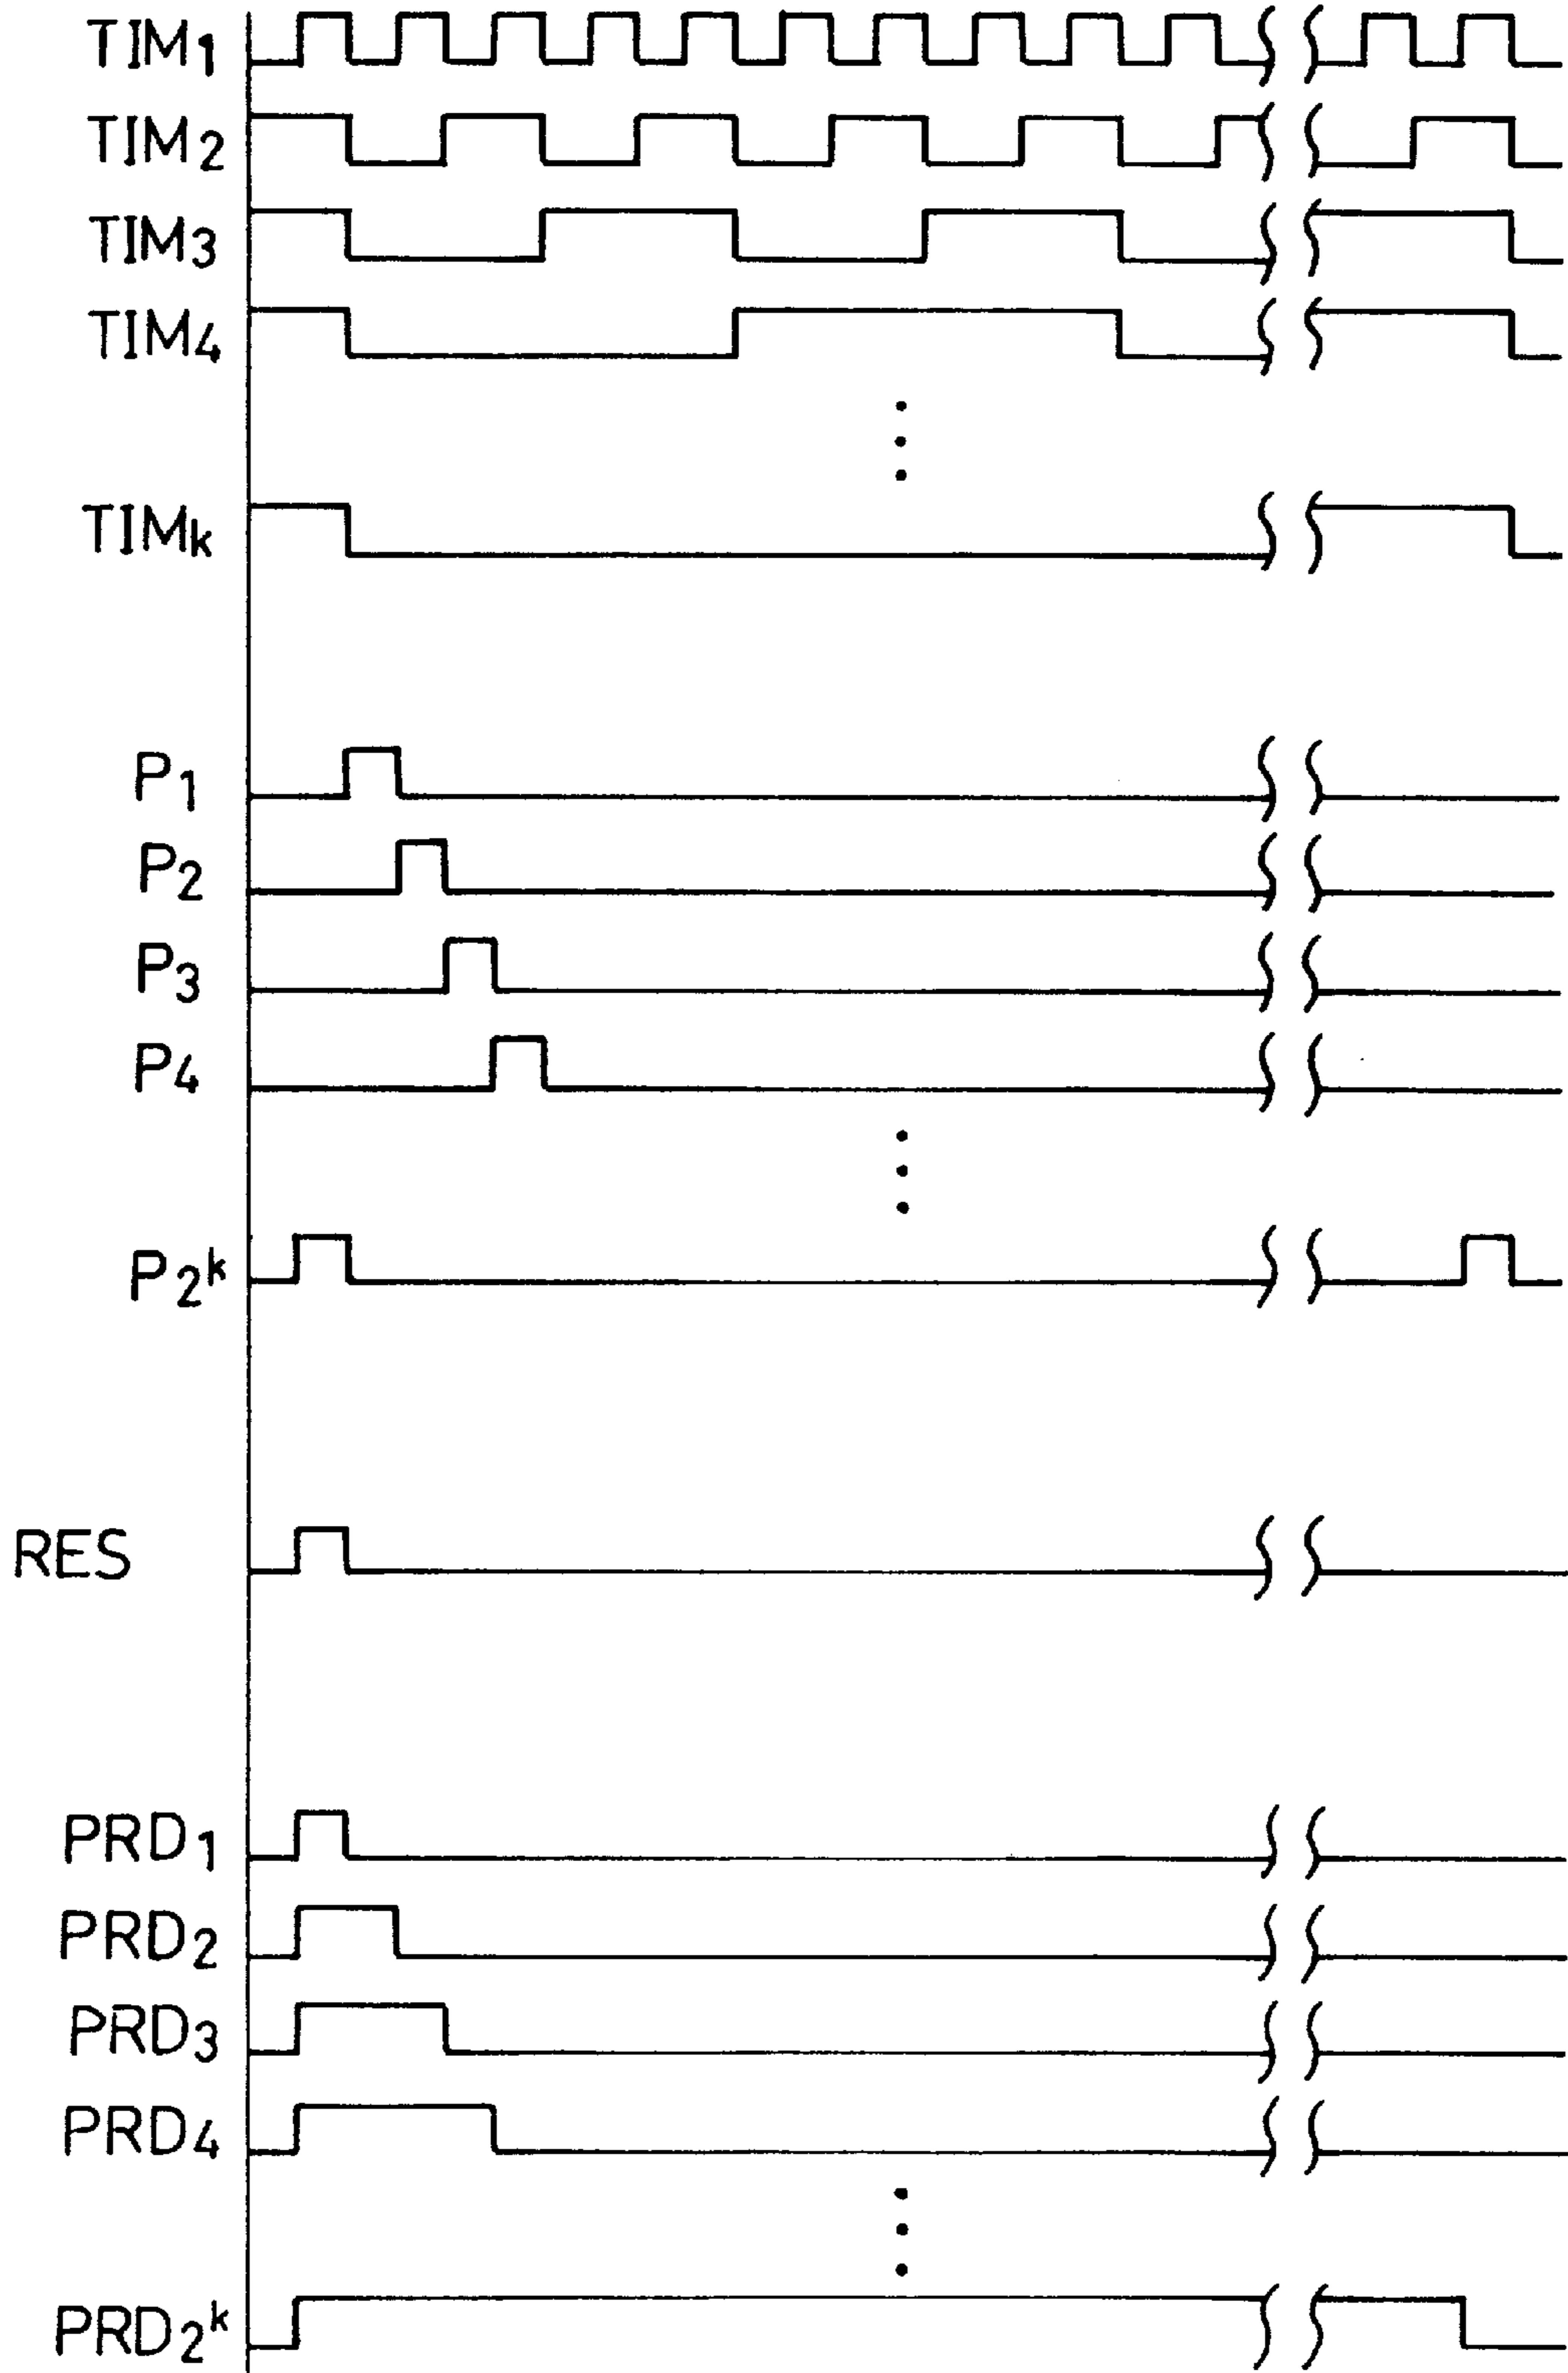 TIM1
TIM2
TIM3
TIM4
TIMk
P1
P2
P3
P4
P2k
RES
PRD1
PRD2
PRD3
PRD4
PRD2k